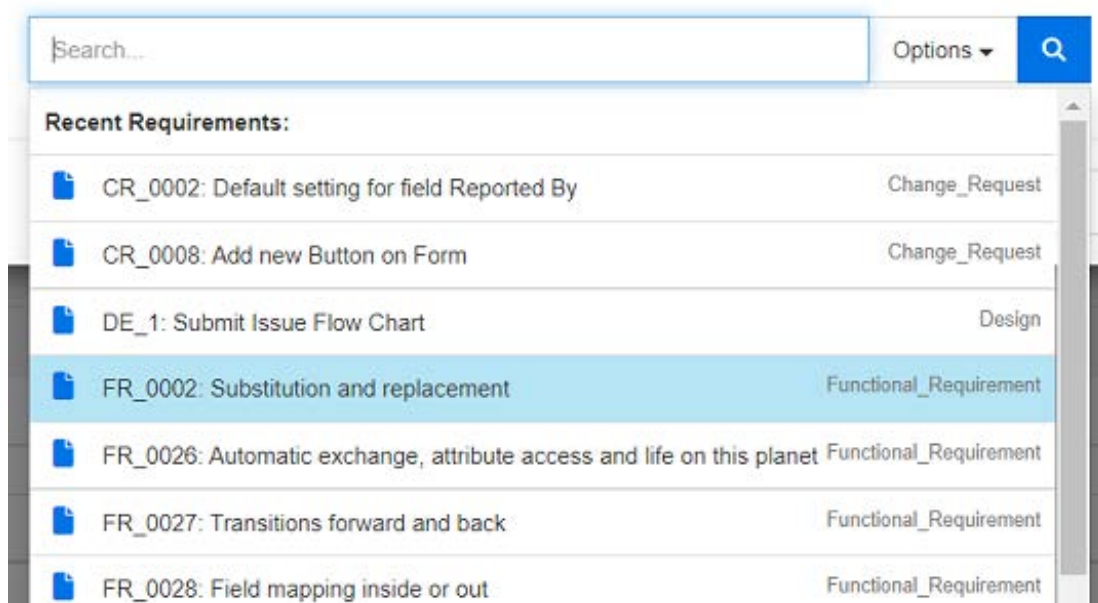 Search...
Options
Recent Requirements:
CR_0002: Default setting for field Reported By Change_Request
CR_0008: Add new Button on Form Change_Request
DE_1: Submit Issue Flow Chart Design
FR_0002: Substitution and replacement Functional_Requirement
FR_0026: Automatic exchange, attribute access and life on this planet Functional_Requirement
FR_0027: Transitions forward and back Functional_Requirement
FR_0028: Field mapping inside or out Functional_Requirement